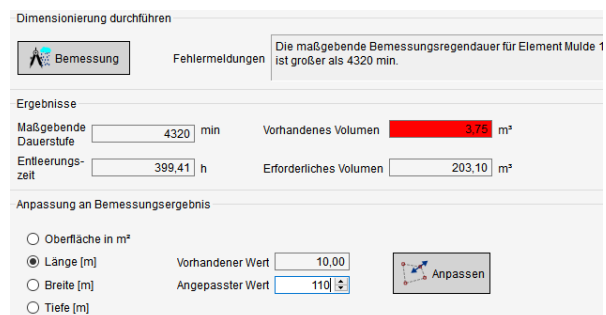 Dimensionierung durchführen
Bemessung
Fehlermeldungen
Die maßgebende Bemessungsregendauer für Element Mulde 1
ist großer als 4320 min.
Ergebnisse
Maßgebende
Dauerstufe
4320 min
Vorhandenes Volumen 3,75 m³
Entleerungs-
zeit
399,41 h
Erforderliches Volumen 203,10 m³
Anpassung an Bemessungsergebnis
Oberfläche in m²
Länge [m] Vorhandener Wert 10,00
Anpassen
Breite [m] Angepasster Wert 110
Tiefe [m]